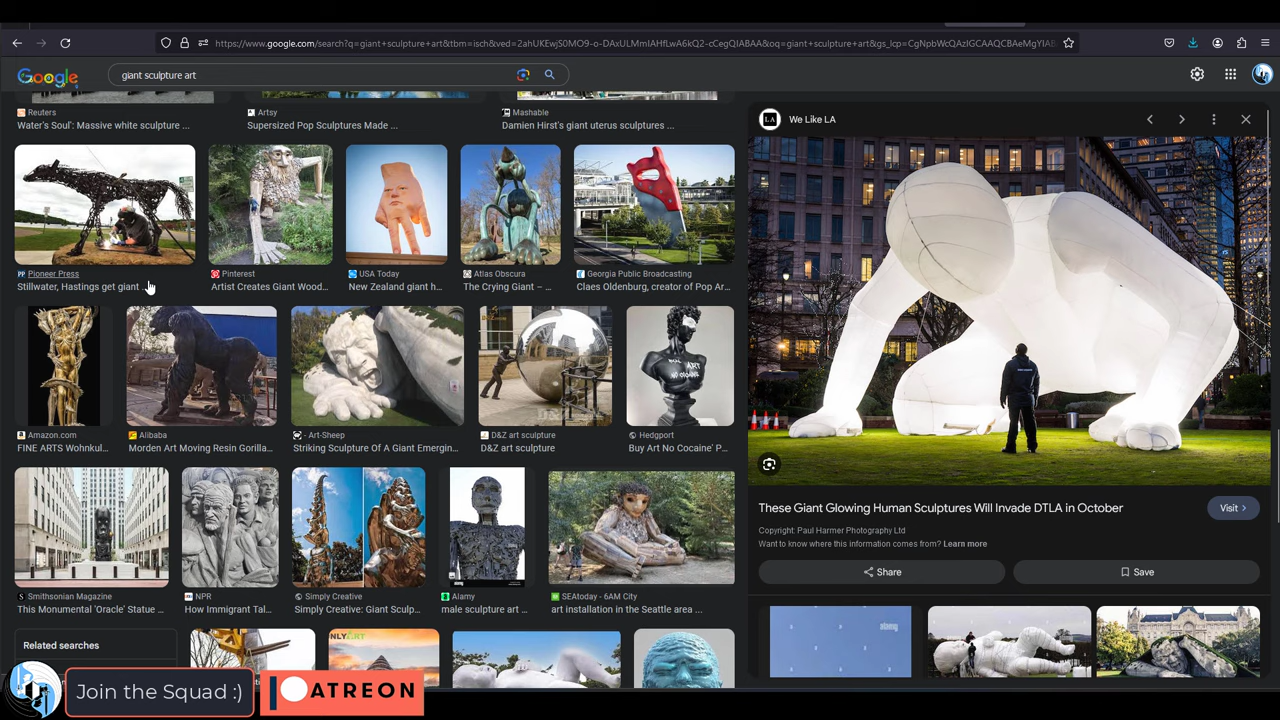 https://www.google.com/search?q=giant+sculpture+art&tbm=isch&ved=2ahUKEwjS0MO9-o-DAxULMmIAHfLwA6kQ2-cCegQIABAA&oq=giant+sculpture+art&gs_lcp=CgNpbWcQAzIGCAAQCBAeMgYIAB
Google
giant sculpture art
Reuters
Artsy
Mashable
Water's Soul': Massive white sculpture ...
Supersized Pop Sculptures Made ...
Damien Hirst's giant uterus sculptures ...
Pioneer Press
Pinterest
USA Today
Atlas Obscura
Georgia Public Broadcasting
Stillwater, Hastings get giant ...
Artist Creates Giant Wood...
New Zealand giant h...
The Crying Giant – ...
Claes Oldenburg, creator of Pop Ar...
Amazon.com
Alibaba
- Art-Sheep
D&Z art sculpture
Hedgport
FINE ARTS Wohnkul...
Morden Art Moving Resin Gorilla...
Striking Sculpture Of A Giant Emergin...
D&Z art sculpture
Buy Art No Cocaine' P...
Smithsonian Magazine
NPR
Simply Creative
Alamy
SEAtoday - 6AM City
This Monumental 'Oracle' Statue ...
How Immigrant Tal...
Simply Creative: Giant Sculp...
male sculpture art ...
art installation in the Seattle area ...
Related searches
LA
We Like LA
These Giant Glowing Human Sculptures Will Invade DTLA in October
Visit
Copyright: Paul Harmer Photography Ltd
Want to know where this information comes from? Learn more
Share
Save
alamy
Join the Squad :)
PATREON